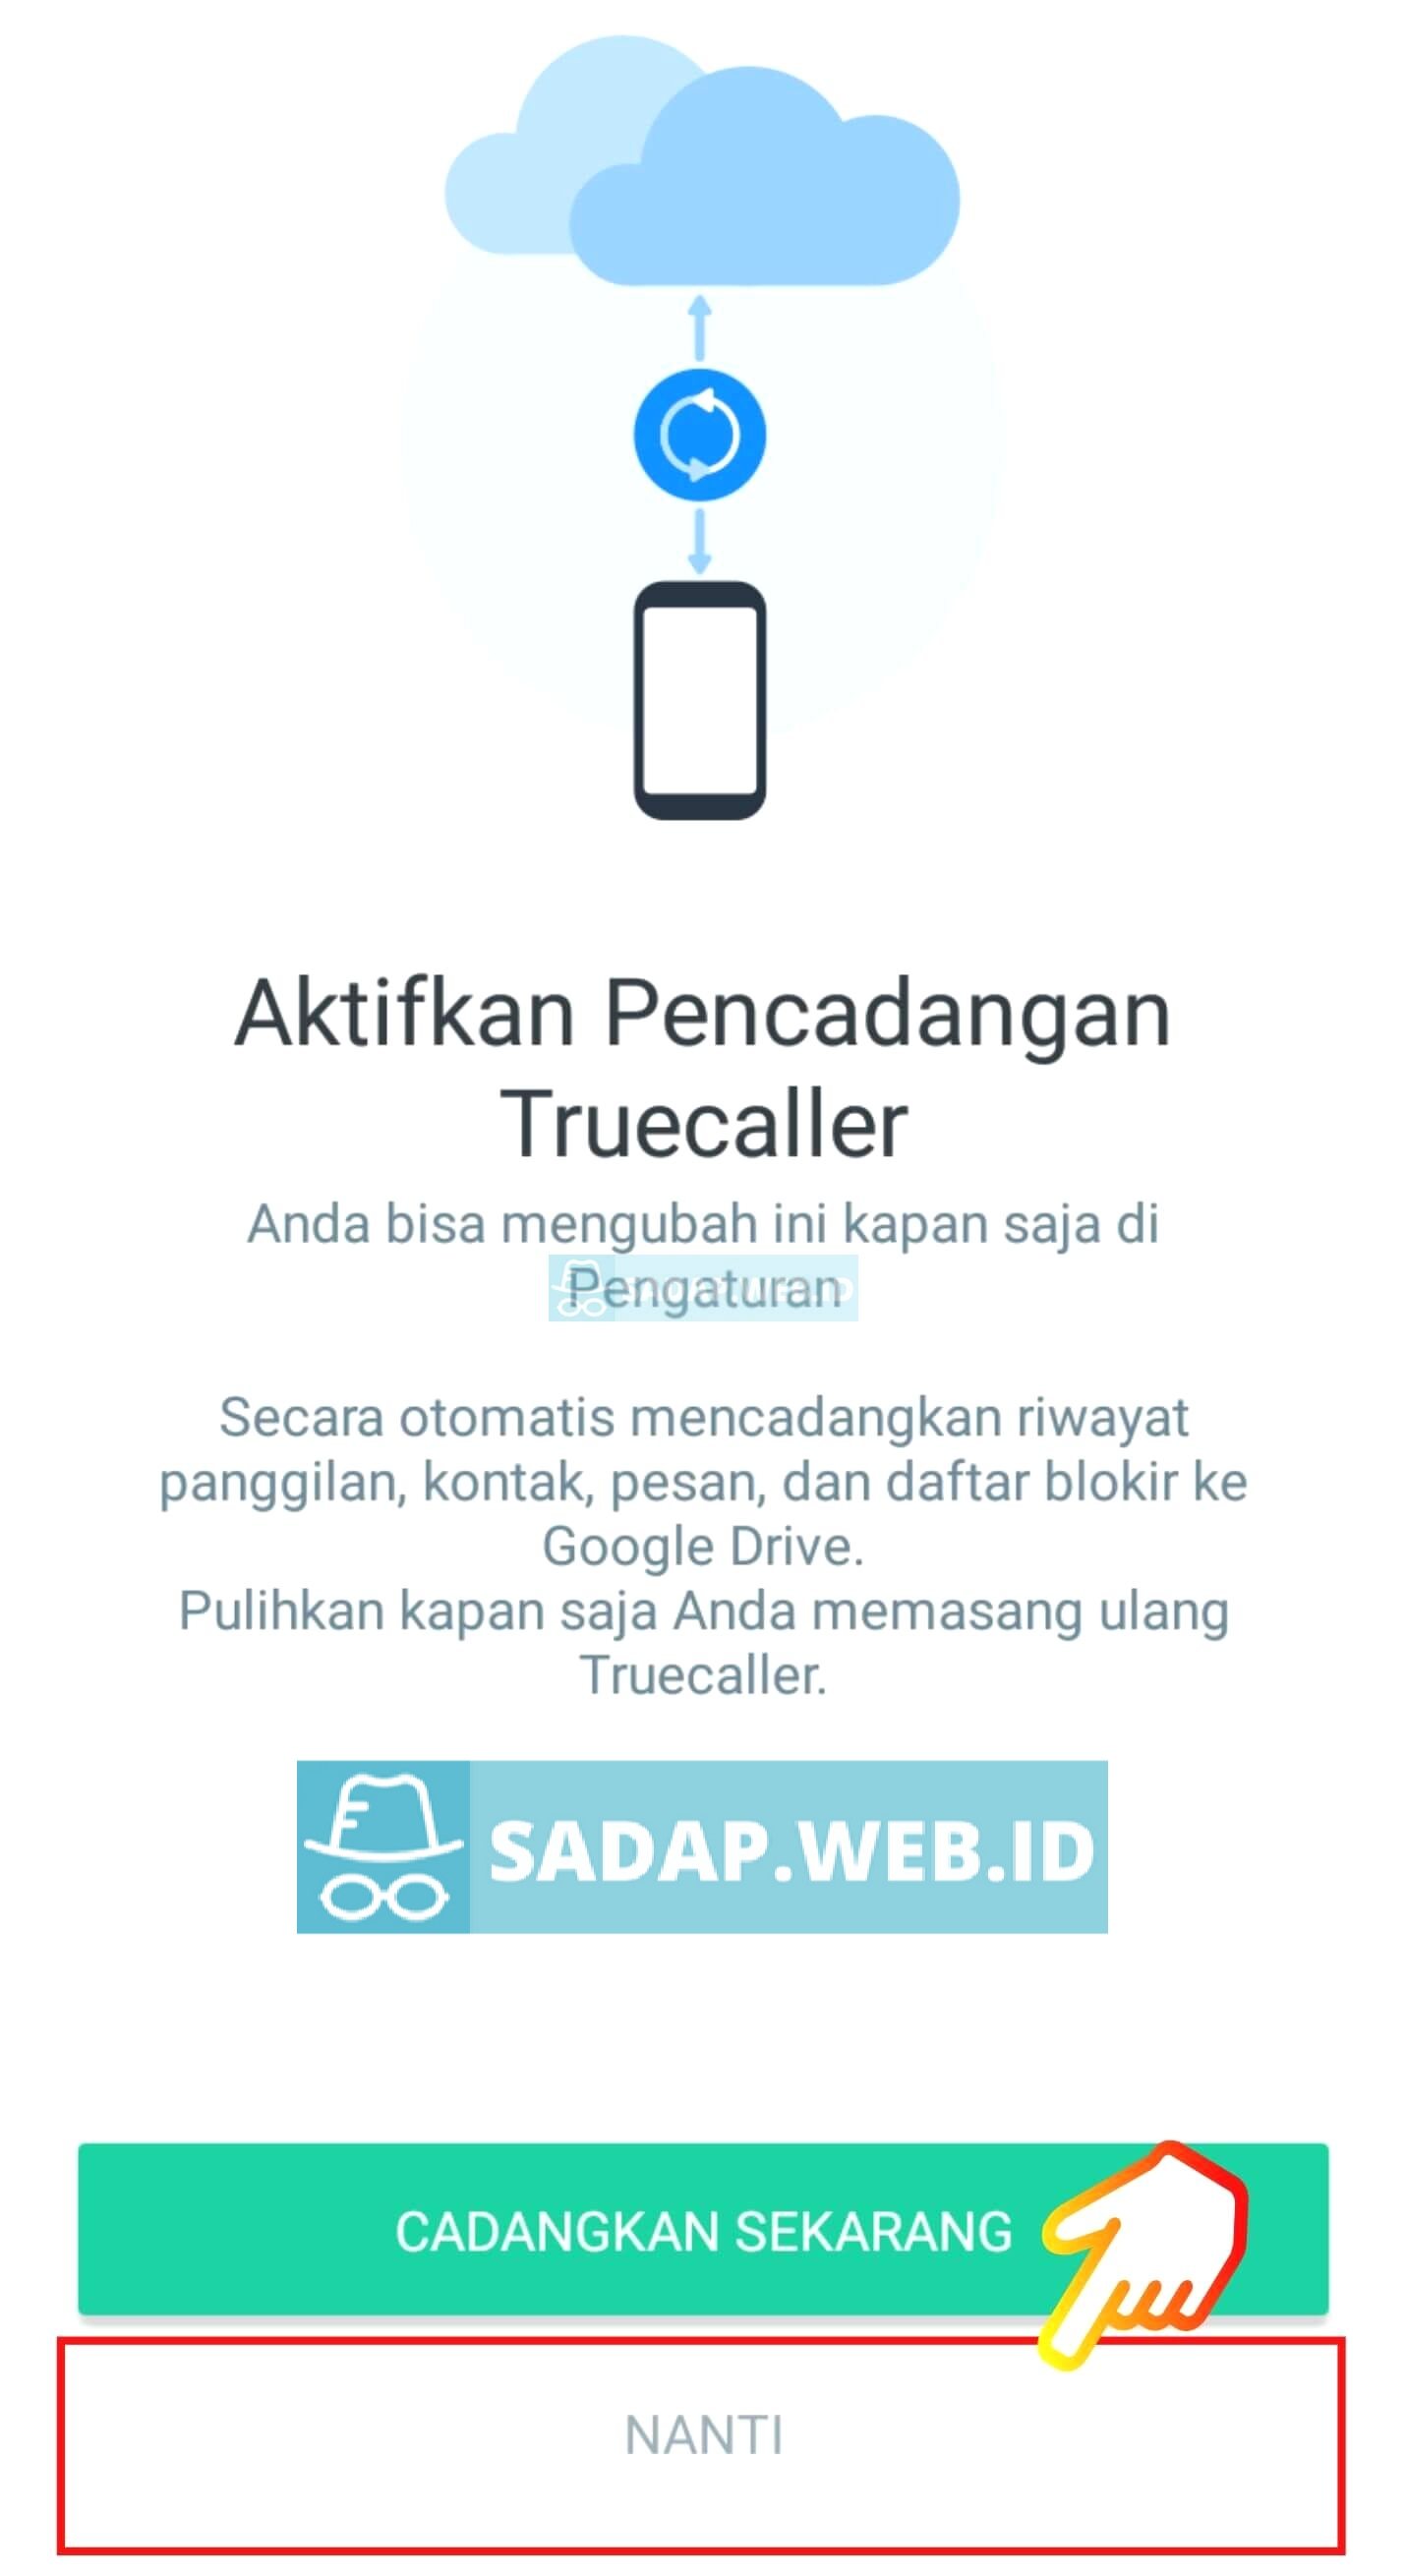 Aktifkan Pencadangan
Truecaller
Anda bisa mengubah ini kapan saja di
Pengaturan
Secara otomatis mencadangkan riwayat
panggilan, kontak, pesan, dan daftar blokir ke
Google Drive.
Pulihkan kapan saja Anda memasang ulang
Truecaller.
SADAP.WEB.ID
CADANGKAN SEKARANG
NANTI